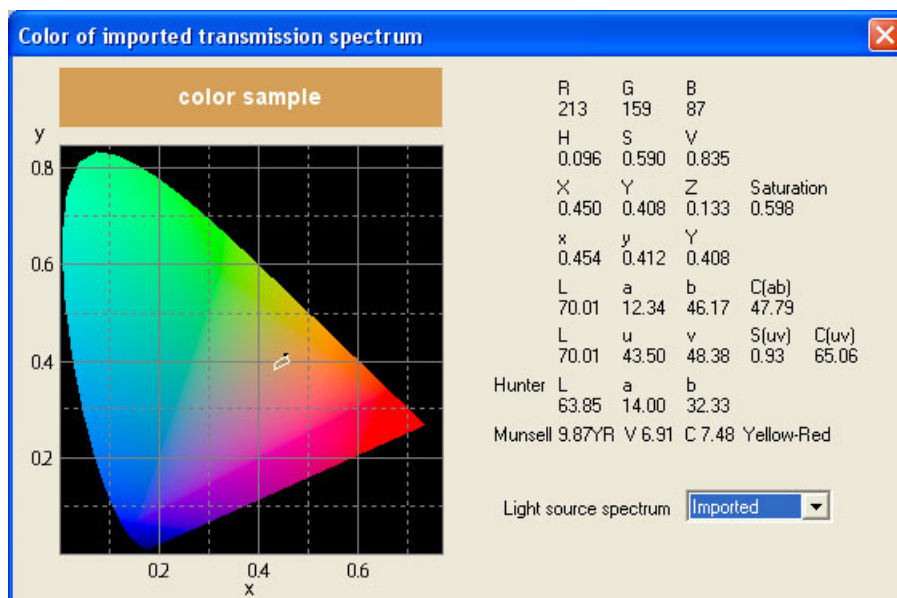 Color of imported transmission spectrum
color sample
y
0.8
0.6
0.4
0.2
0.2 0.4 0.6
x
R G B
213 159 87
H S V
0.096 0.590 0.835
X Y Z Saturation
0.450 0.408 0.133 0.598
x y Y
0.454 0.412 0.408
L a b C(ab)
70.01 12.34 46.17 47.79
L u v S(uv) C(uv)
70.01 43.50 48.38 0.93 65.06
Hunter L a b
63.85 14.00 32.33
Munsell 9.87YR V 6.91 C 7.48 Yellow-Red
Light source spectrum Imported